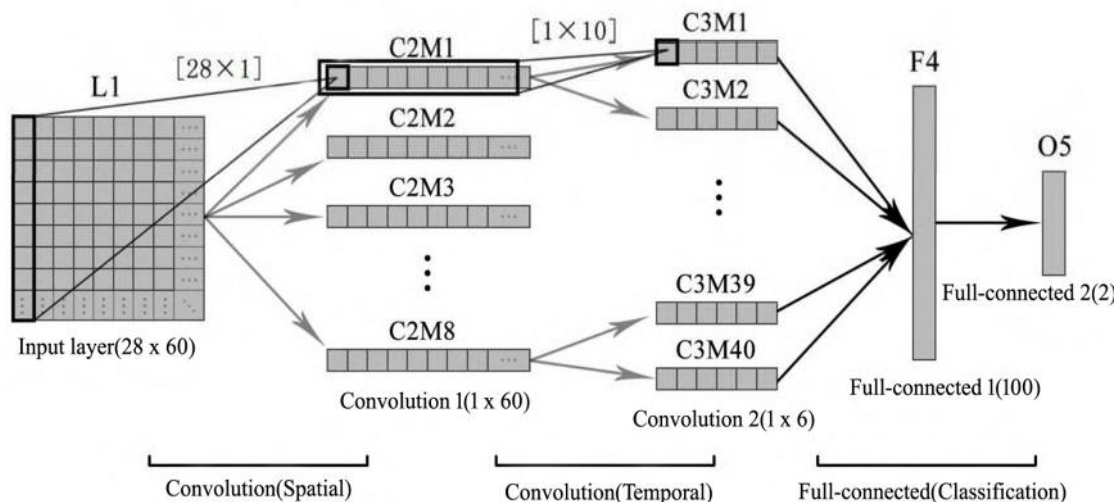 L1
[28×1]
C2M1
[1×10]
C3M1
F4
C2M2
C3M2
O5
C2M3
C3M39
Full-connected 2(2)
Input layer(28 x 60)
C2M8
C3M40
Full-connected 1(100)
Convolution 1(1 x 60)
Convolution 2(1 x 6)
Convolution(Spatial)
Convolution(Temporal)
Full-connected(Classification)